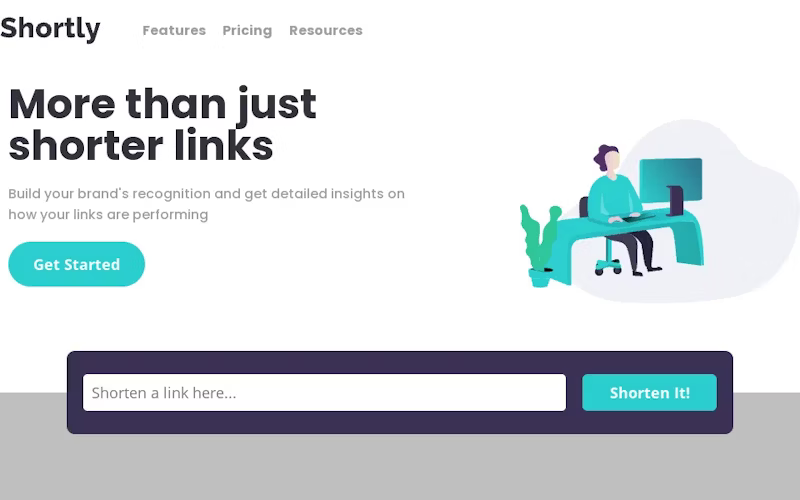 Shortly
Features
Pricing
Resources
More than just
shorter links
Build your brand's recognition and get detailed insights on
how your links are performing
Get Started
Shorten a link here...
Shorten It!